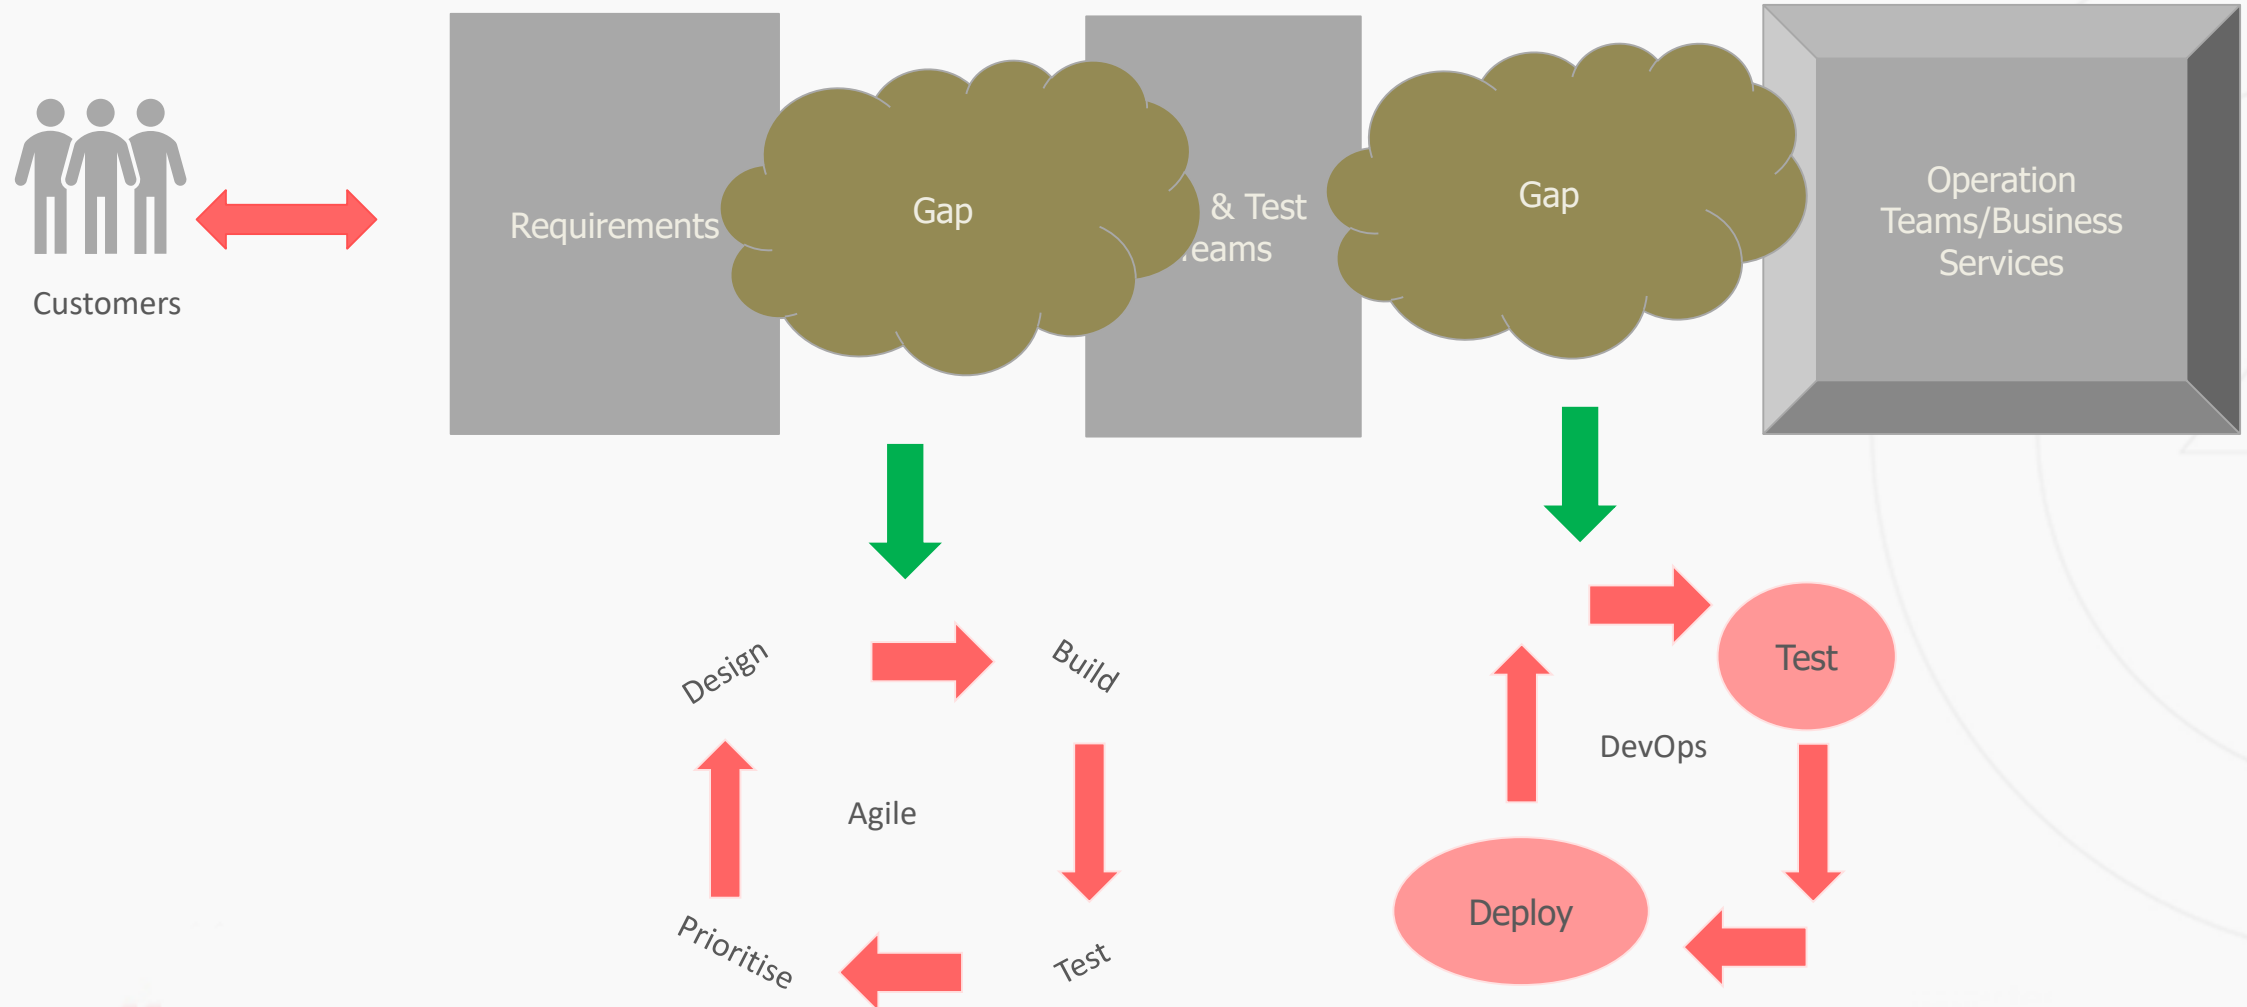 Customers
Requirements
Gap
& Test
eams
Gap
Operation
Teams/Business
Services
Design
Build
Agile
Prioritise
Test
Test
DevOps
Deploy